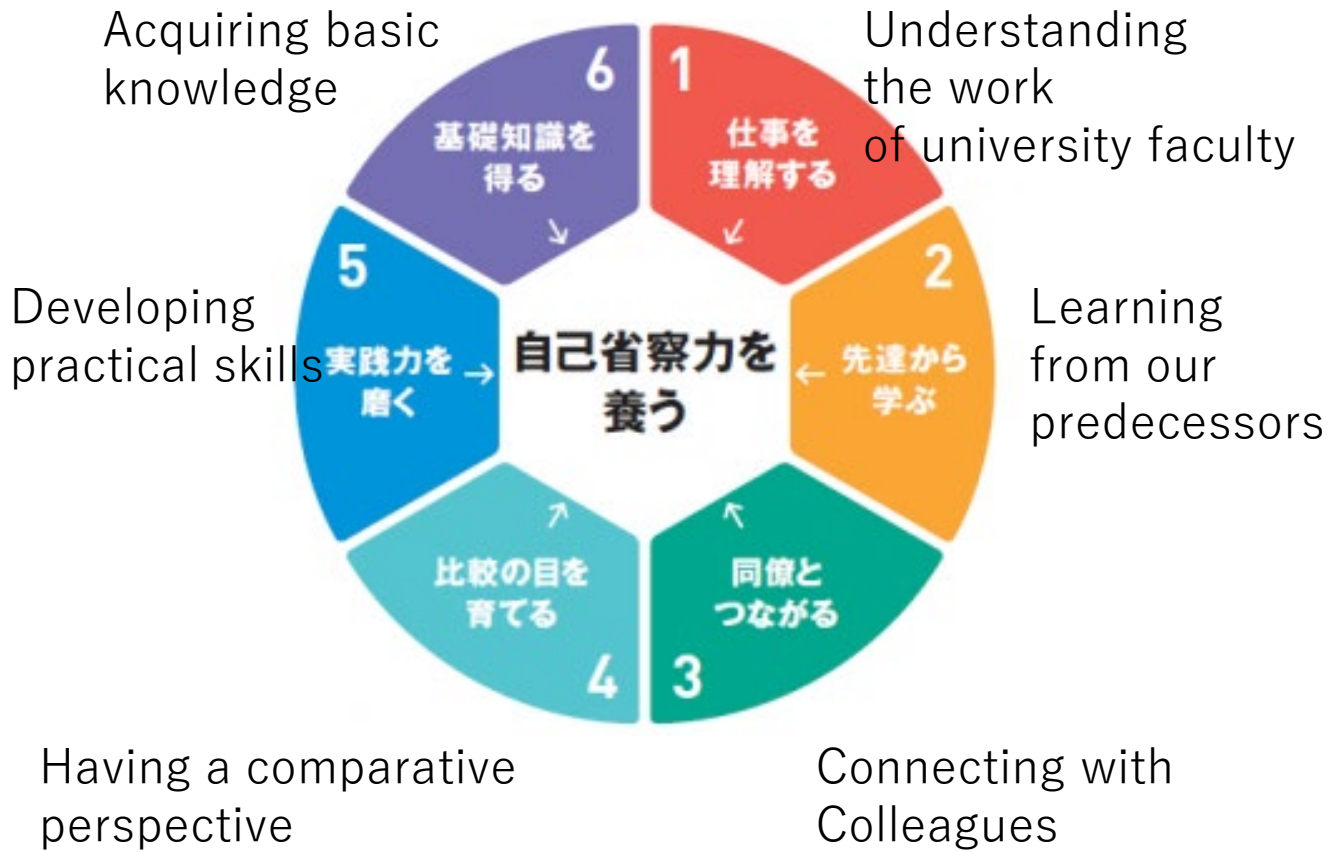 Acquiring basic
knowledge
Understanding
the work
of university faculty
6
基礎知識を
得る
↘
1
仕事を
理解する
↙
5
実践力を
磨く
→
Developing
practical skills
自己省察力を
養う
2
←
先達から
学ぶ
Learning
from our
predecessors
↗
比較の目を
育てる
4
↖
同僚と
つながる
3
Having a comparative
perspective
Connecting with
Colleagues